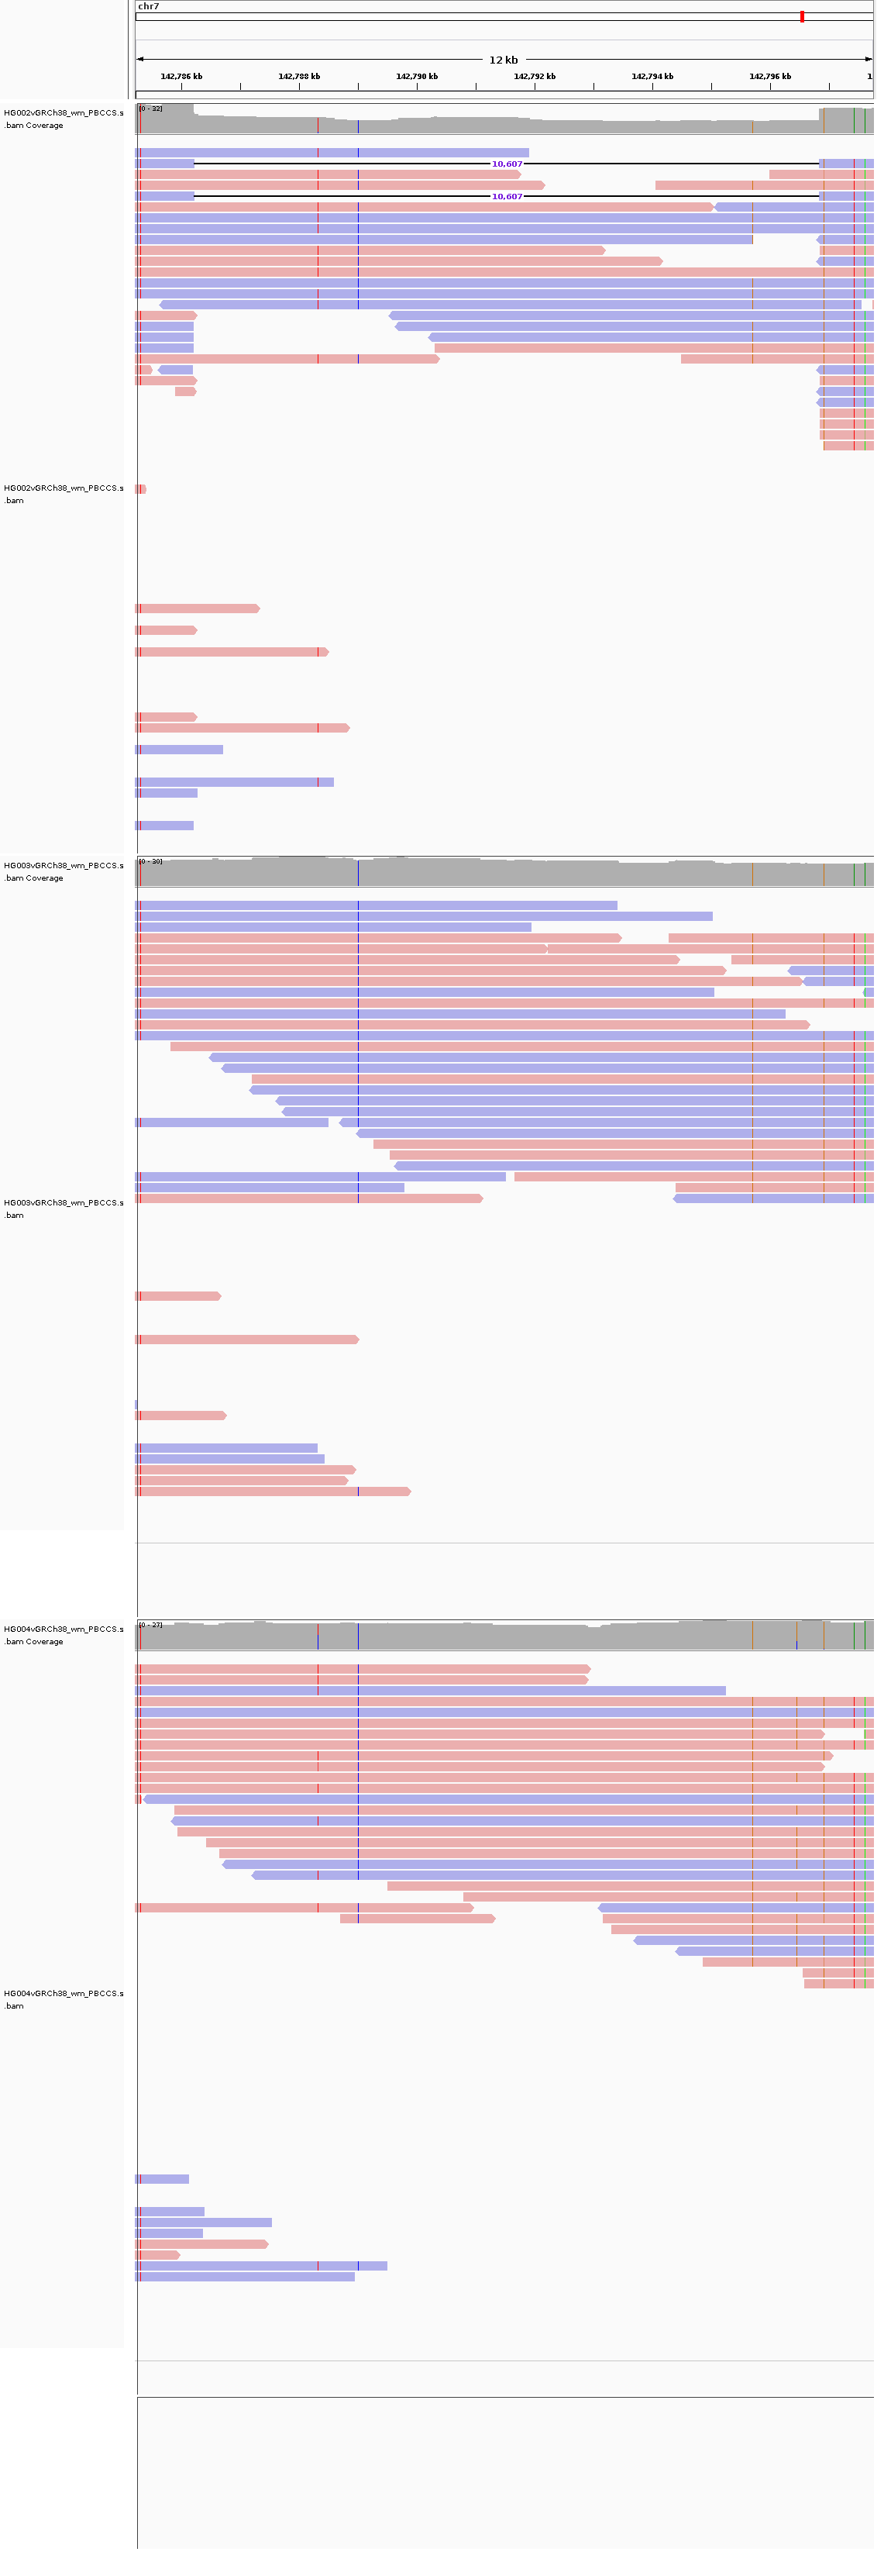 chr7
12 kb
142,786 kb 142,788 kb 142,790 kb 142,792 kb 142,794 kb 142,796 kb 1
HG002vGRCh38_wm_PBCCS.s
.bam Coverage
[0 - 32]
10,607
10,607
HG002vGRCh38_wm_PBCCS.s
.bam
HG003vGRCh38_wm_PBCCS.s
.bam Coverage
[0 - 30]
HG003vGRCh38_wm_PBCCS.s
.bam
HG004vGRCh38_wm_PBCCS.s
.bam Coverage
[0 - 27]
HG004vGRCh38_wm_PBCCS.s
.bam